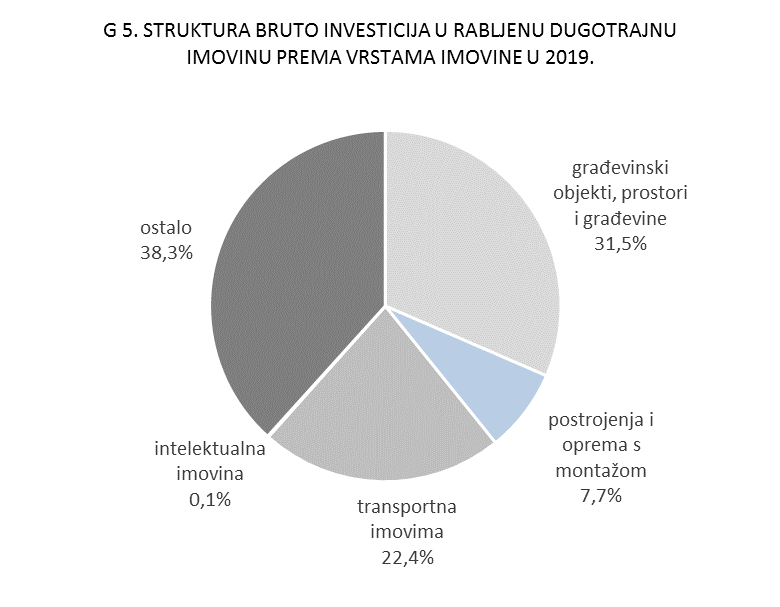 G 5. STRUKTURA BRUTO INVESTICIJA U RABLJENU DUGOTRAJNU
IMOVINU PREMA VRSTAMA IMOVINE U 2019.
građevinski
objekti, prostori
i građevine
31,5%
postrojenja i
oprema s
montažom
7,7%
transportna
imovima
22,4%
intelektualna
imovina
0,1%
ostalo
38,3%